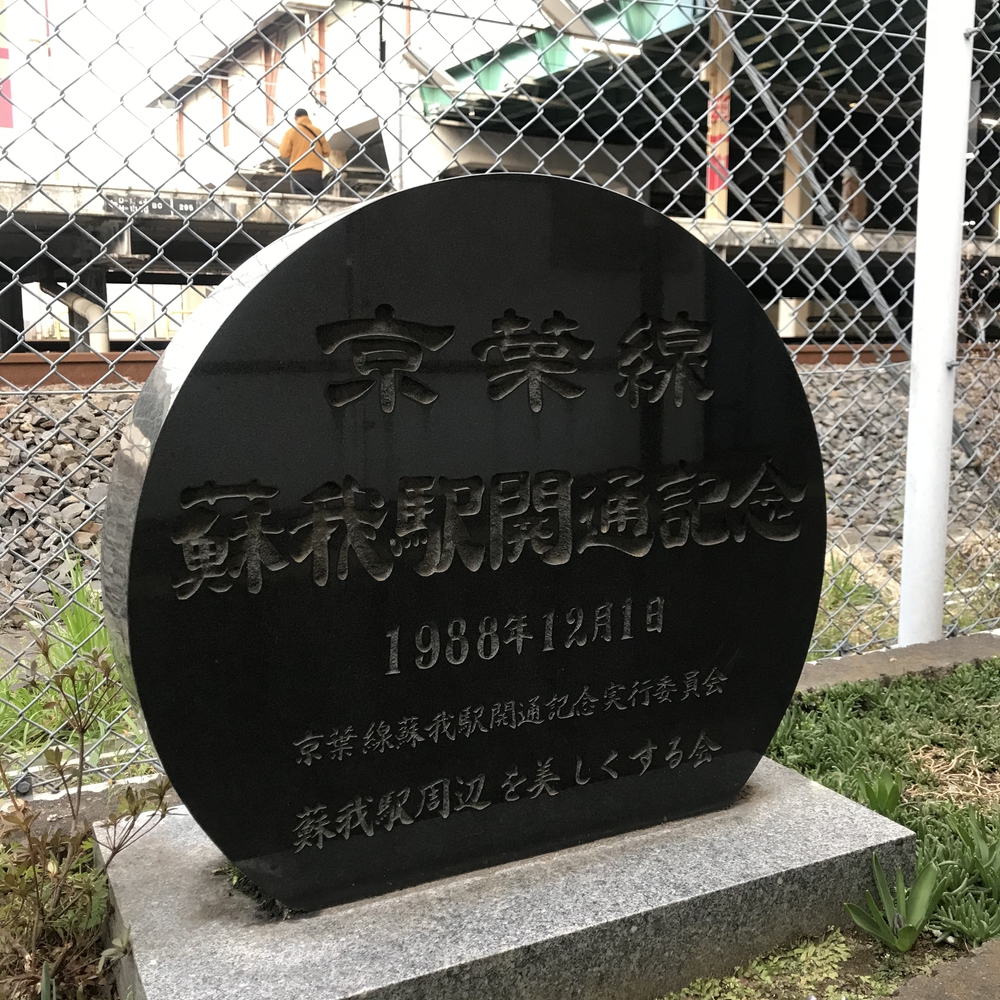 京葉線
蘇我駅開通記念
1988年12月1日
京葉線蘇我駅開通記念実行委員会
蘇我駅周辺を美しくする会